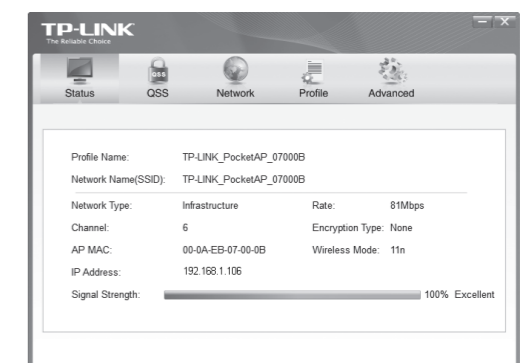 TP-LINK
The Reliable Choice
Status QSS Network Profile Advanced
QSS
Profile Name: TP-LINK_PocketAP_07000B
Network Name(SSID): TP-LINK_PocketAP_07000B
Network Type: Infrastructure Rate: 81Mbps
Channel: 6 Encryption Type: None
AP MAC: 00-0A-EB-07-00-0B Wireless Mode: 11n
IP Address: 192.168.1.106
Signal Strength: 100% Excellent